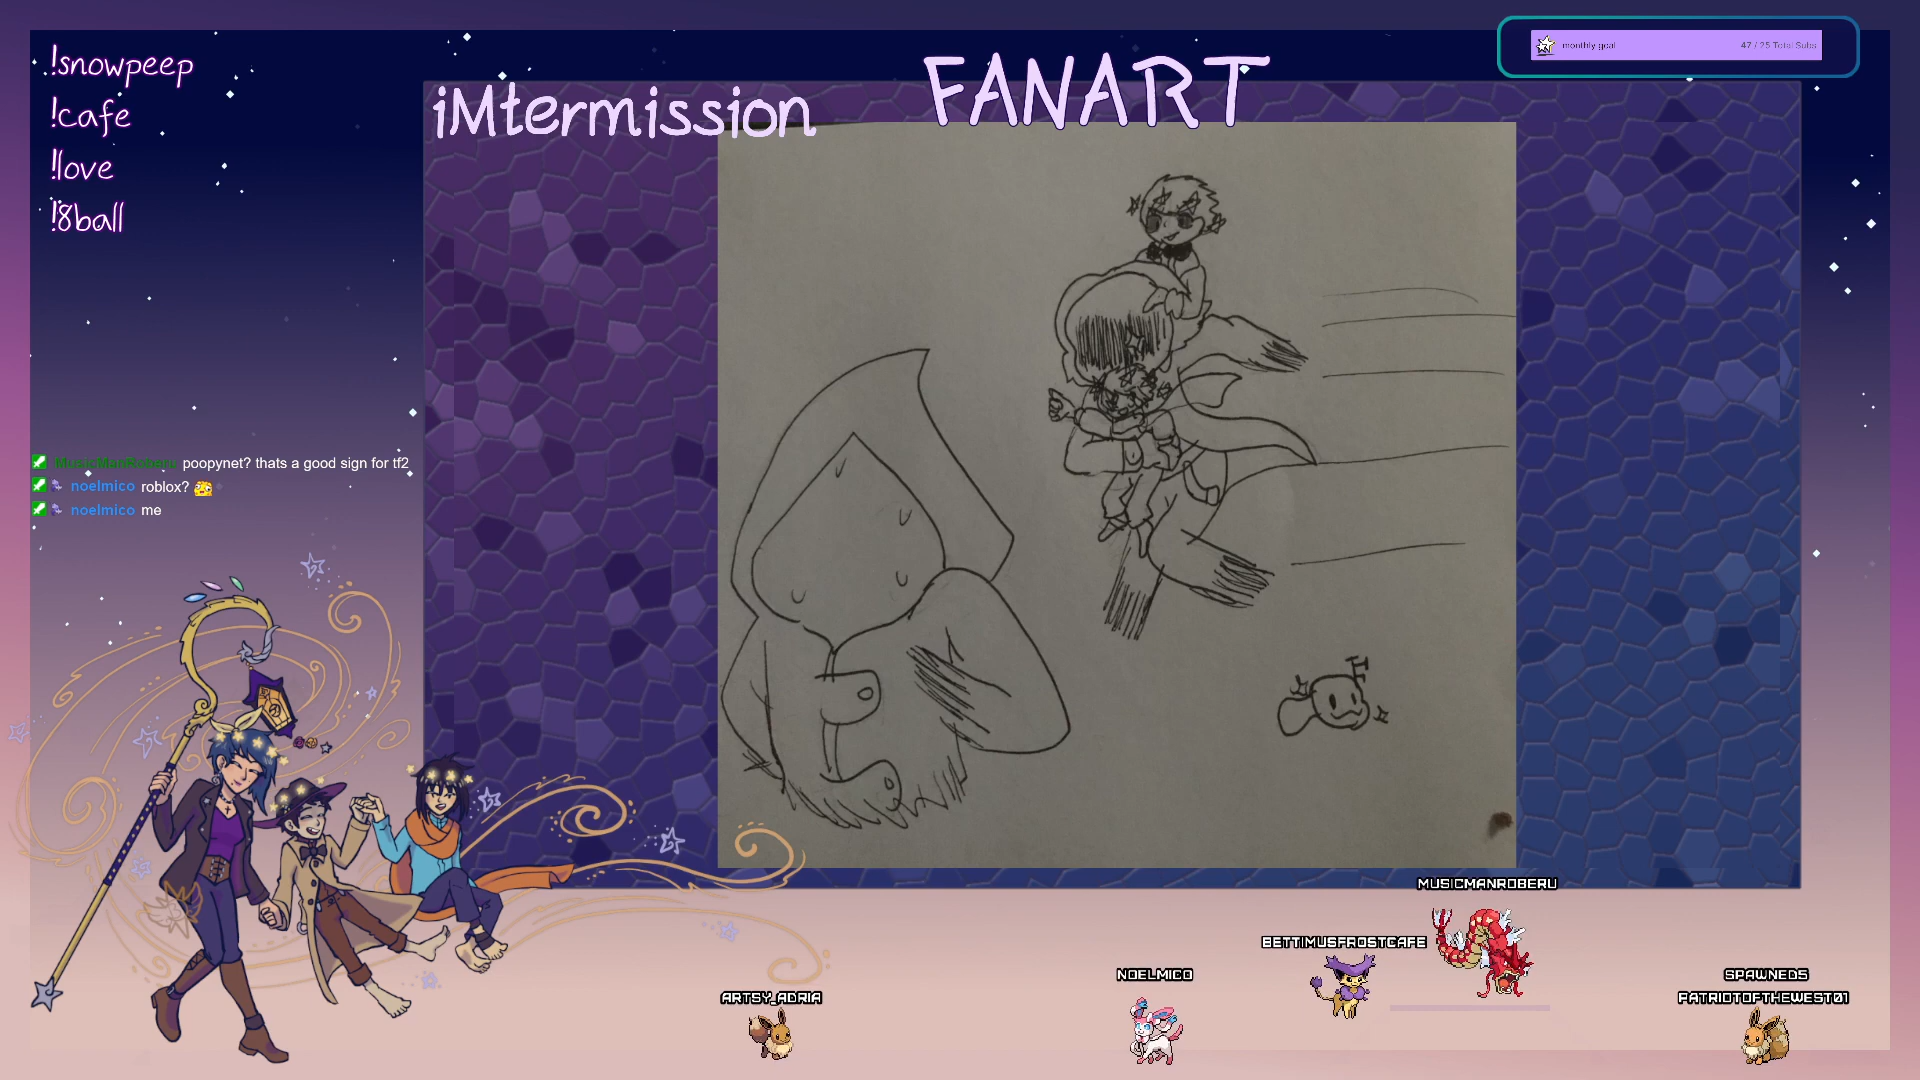 !snowpeep
!cafe
!love
!8ball
iMtermission
FANART
monthly goal
47 / 25 Total Subs
MusicManRoberu: poopynet? thats a good sign for tf2
noelmico roblox?
noelmico me
MUSICMANROBERU
BETTIMUSFROSTCAFE
NOELMICO
SPAWNEDS
ARTSY_ADRIA
PATRIOTOFTHEWEST01